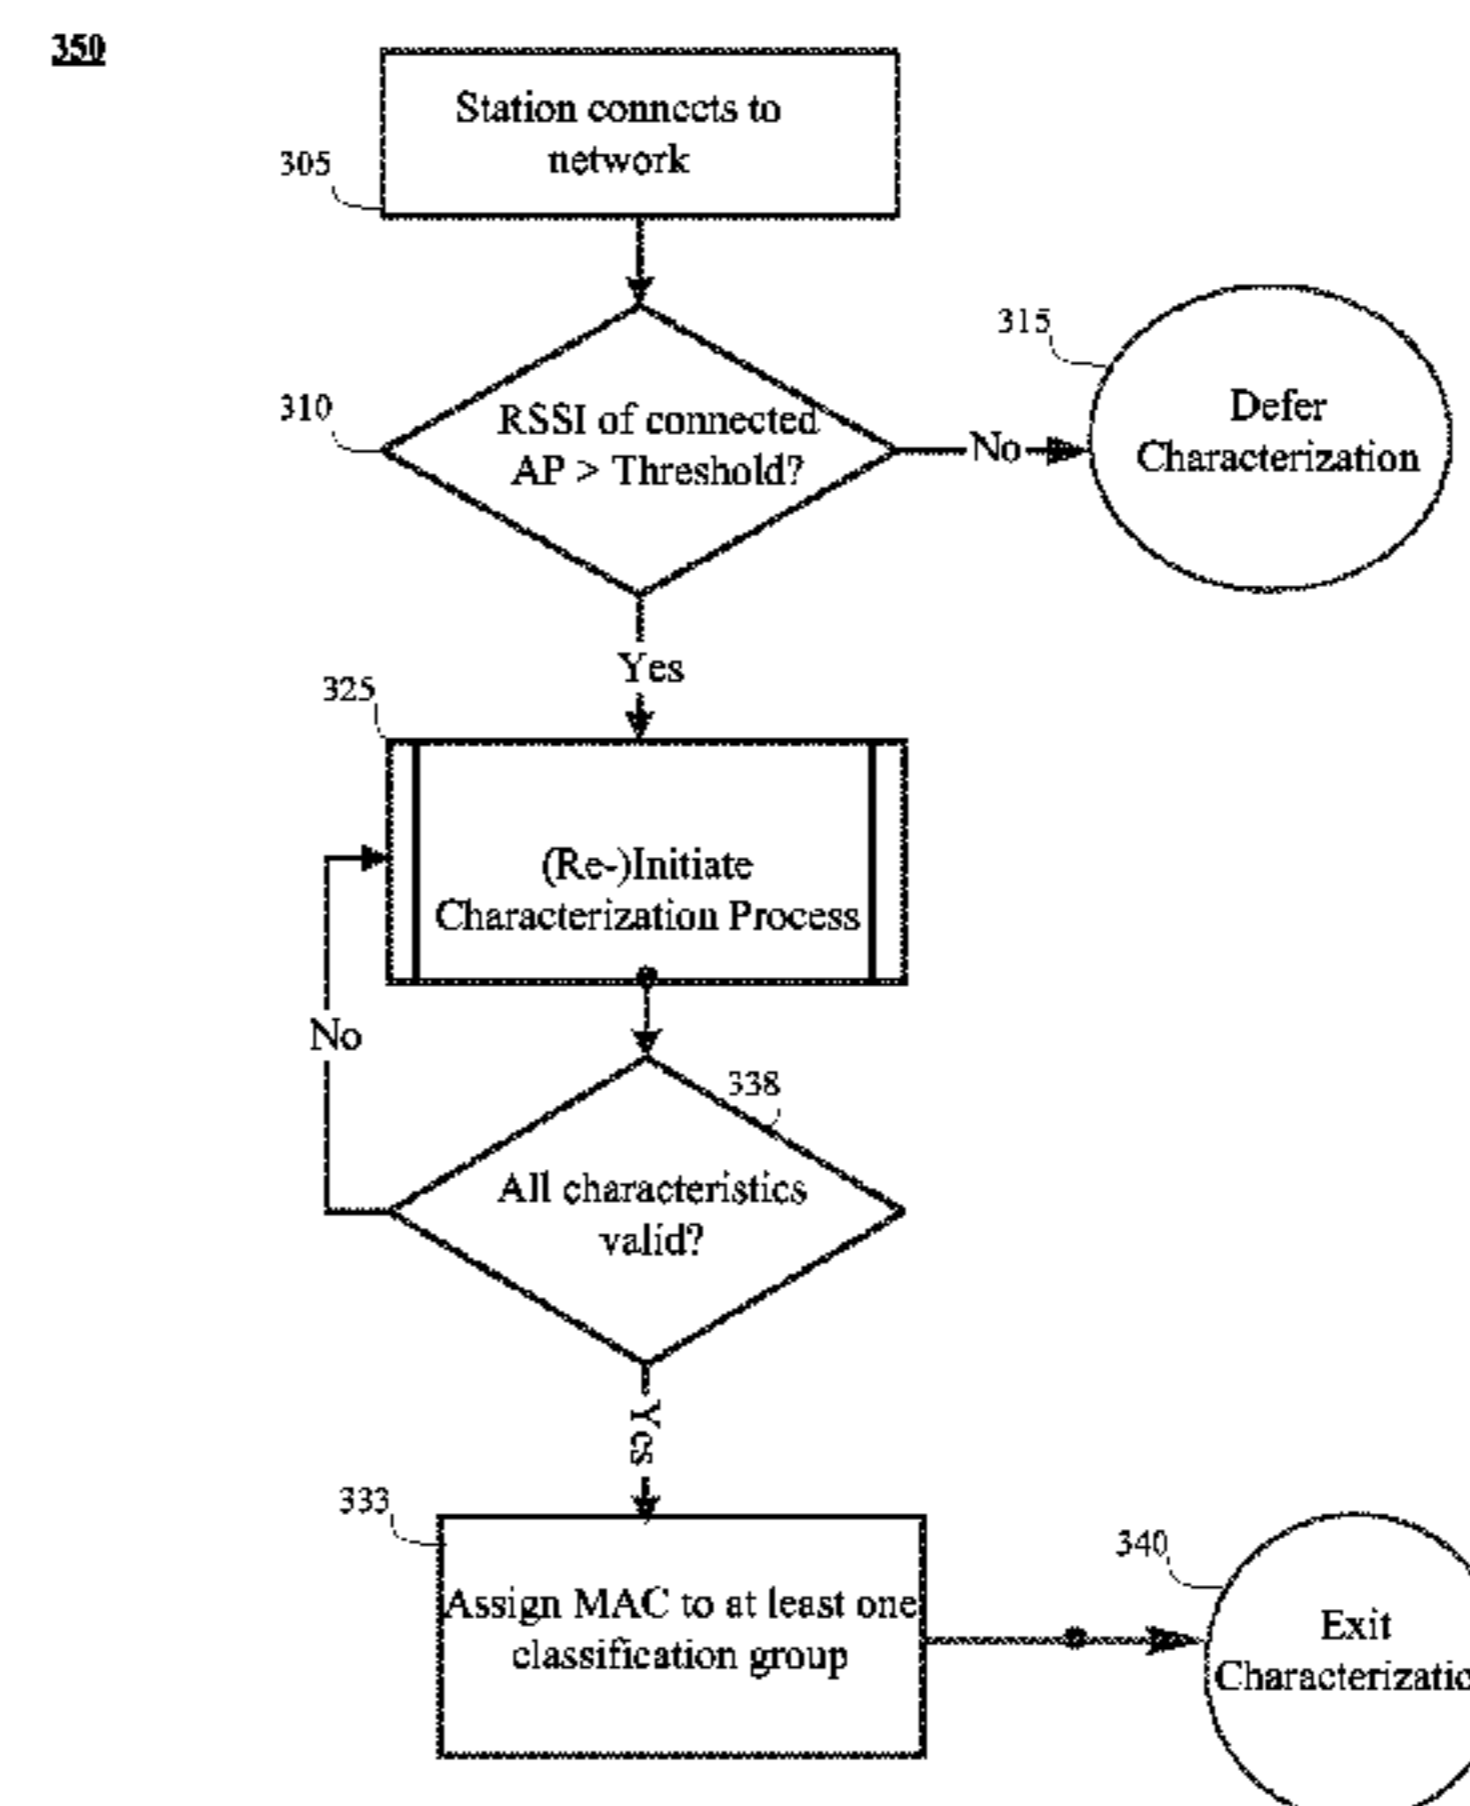 350
Station connects to
network
305
315
310
RSSI of connected
AP > Threshold?
No
Defer
Characterization
Yes
325
(Re-)Initiate
Characterization Process
No
338
All characteristics
valid?
Yes
333
Assign MAC to at least one
classification group
340
Exit
Characterizatio